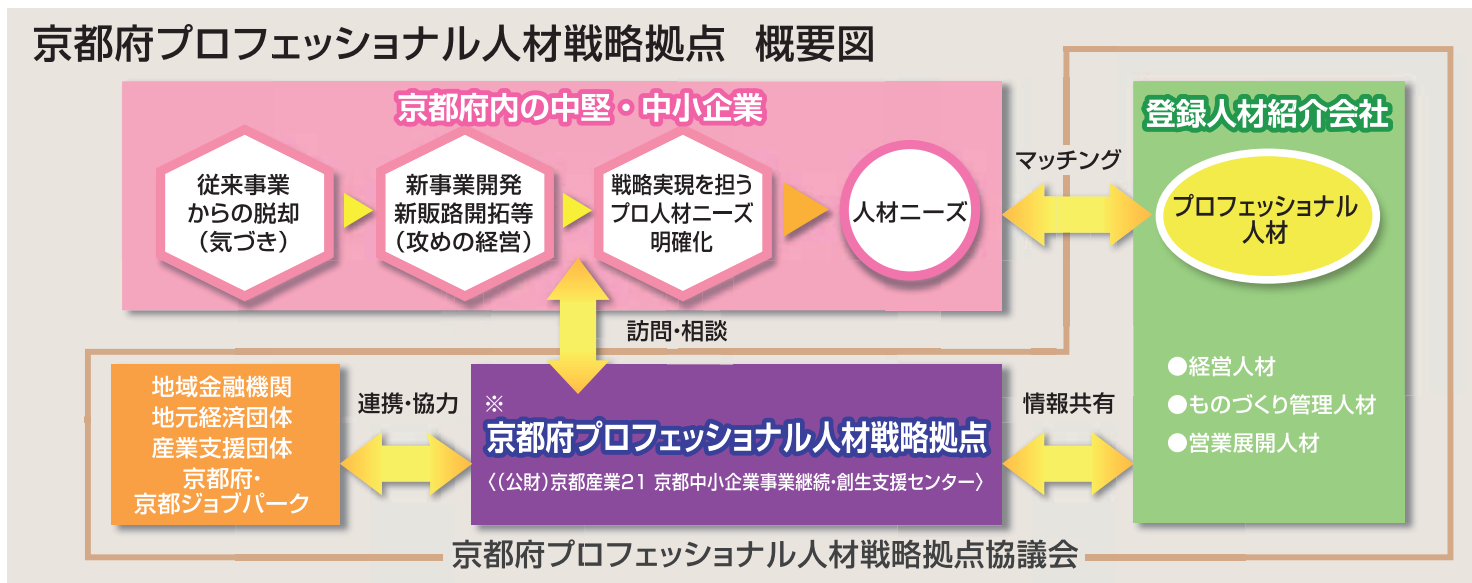 京都府プロフェッショナル人材戦略拠点 概要図
京都府内の中堅・中小企業
従来事業
からの脱却
（気づき）
新事業開発
新販路開拓等
（攻めの経営）
戦略実現を担う
プロ人材ニーズ
明確化
人材ニーズ
マッチング
登録人材紹介会社
プロフェッショナル
人材
●経営人材
●ものづくり管理人材
●営業展開人材
訪問・相談
地域金融機関
地元経済団体
産業支援団体
京都府・
京都ジョブパーク
連携・協力
※
京都府プロフェッショナル人材戦略拠点
〈（公財）京都産業21 京都中小企業事業継続・創生支援センター〉
情報共有
京都府プロフェッショナル人材戦略拠点協議会